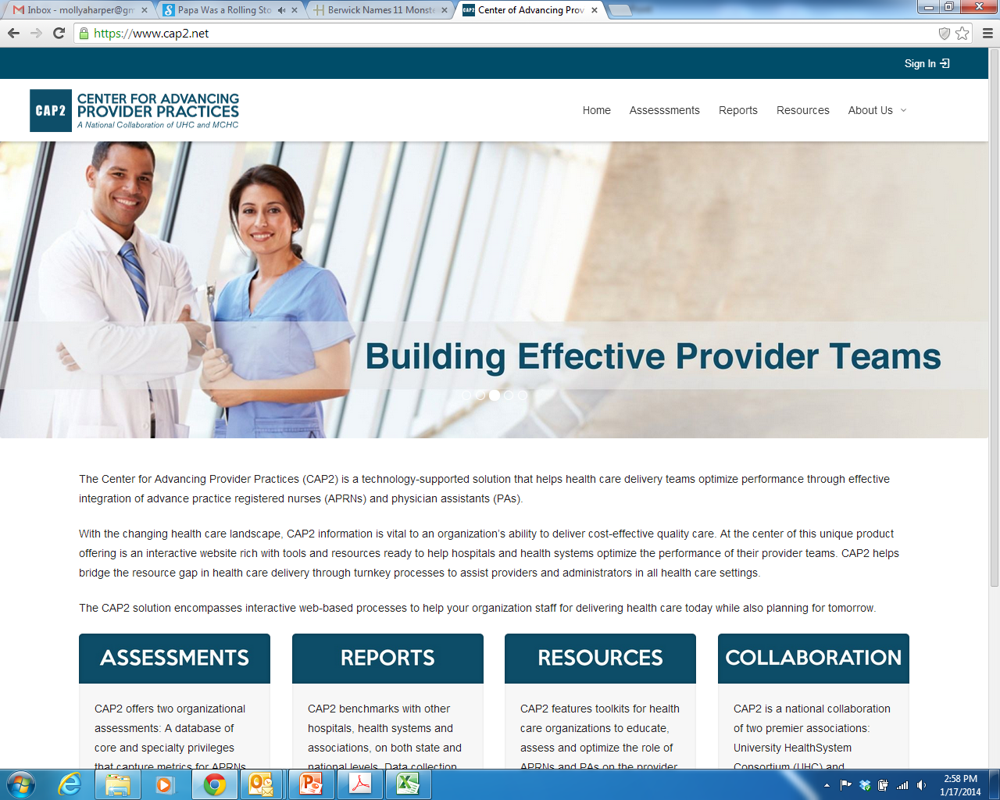 Inbox - mollyaharper@gm
Papa Was a Rolling Sto
Berwick Names 11 Monste
Center of Advancing Prov
https://www.cap2.net
Sign In
CAP2
CENTER FOR ADVANCING
PROVIDER PRACTICES
A National Collaboration of UHC and MCHC
Home
Assesssments
Reports
Resources
About Us
Building Effective Provider Teams
The Center for Advancing Provider Practices (CAP2) is a technology-supported solution that helps health care delivery teams optimize performance through effective
integration of advance practice registered nurses (APRNs) and physician assistants (PAs).
With the changing health care landscape, CAP2 information is vital to an organization's ability to deliver cost-effective quality care. At the center of this unique product
offering is an interactive website rich with tools and resources ready to help hospitals and health systems optimize the performance of their provider teams. CAP2 helps
bridge the resource gap in health care delivery through turnkey processes to assist providers and administrators in all health care settings.
The CAP2 solution encompasses interactive web-based processes to help your organization staff for delivering health care today while also planning for tomorrow.
ASSESSMENTS
CAP2 offers two organizational
assessments: A database of
core and specialty privileges
that capture metrics for APRNs
REPORTS
CAP2 benchmarks with other
hospitals, health systems and
associations, on both state and
national levels. Data collection
RESOURCES
CAP2 features toolkits for health
care organizations to educate,
assess and optimize the role of
APRNs and PAs on the provider
COLLABORATION
CAP2 is a national collaboration
of two premier associations:
University HealthSystem
Consortium (UHC) and
2:58 PM
1/17/2014